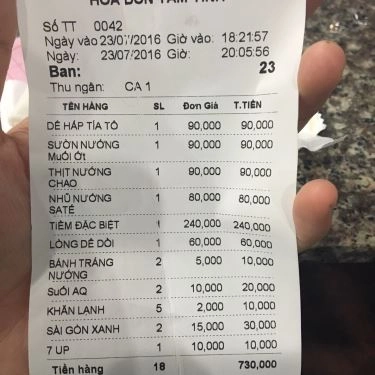 HÓA ĐƠN TẠM TÍNH
Số TT 0042
Ngày vào 23/07/2016 Giờ vào: 18:21:57
Ngày: 23/07/2016 Giờ: 20:05:56
Ban: 23
Thu ngân: CA 1
TÊN HÀNG SL Đơn Giá T.TIỀN
DÊ HẤP TÍA TÔ 1 90,000 90,000
SƯỜN NƯỚNG 1 90,000 90,000
Muối Ớt
THỊT NƯỚNG 1 90,000 90,000
CHAO
NHŨ NƯỚNG 1 80,000 80,000
SATÉ
TIỀM ĐẶC BIỆT 1 240,000 240,000
LÒNG DÊ DỒI 1 60,000 60,000
BÁNH TRÁNG 2 5,000 10,000
NƯỚNG
SuỐI AQ 2 10,000 20,000
KHĂN LẠNH 5 2,000 10,000
SÀI GÒN XANH 2 15,000 30,000
7 UP 1 10,000 10,000
Tiền hàng 18 730,000